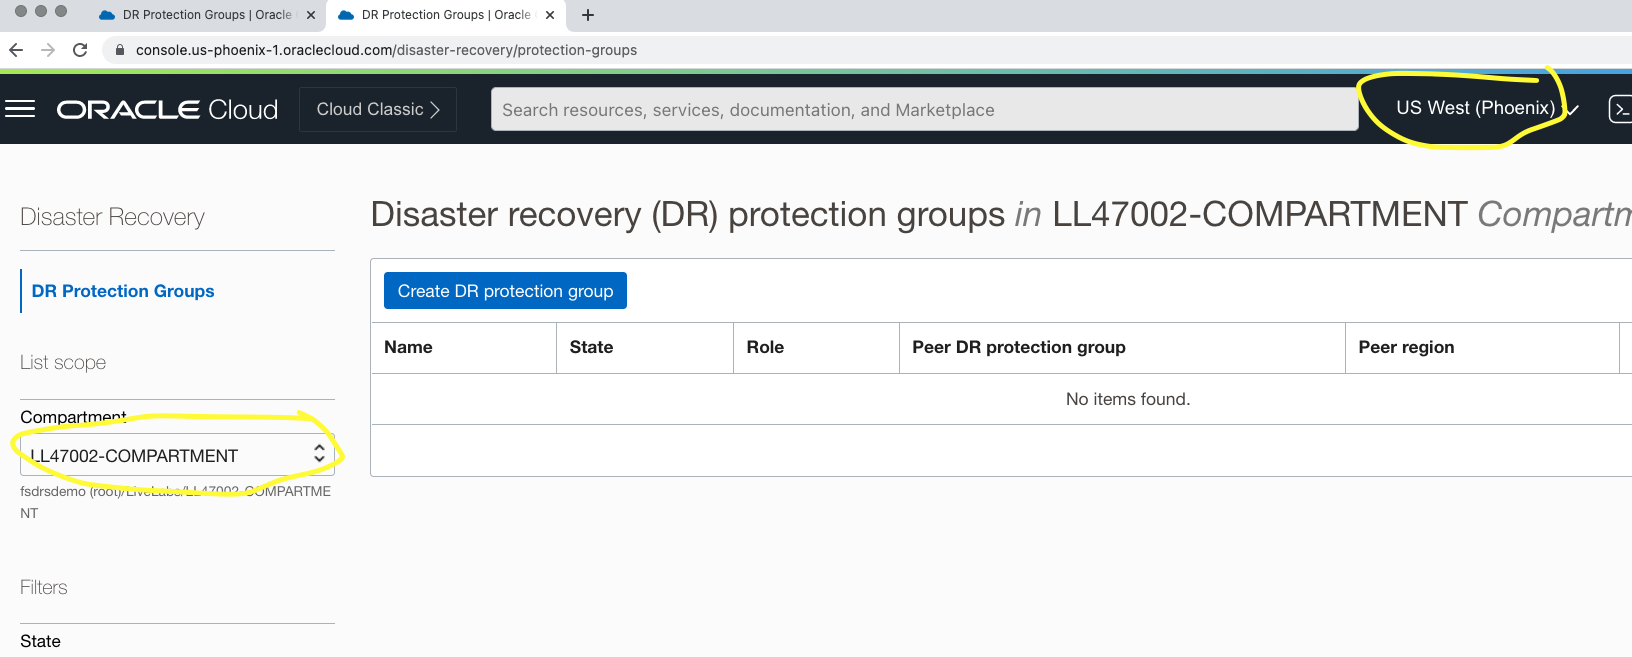 DR Protection Groups | Oracle
DR Protection Groups | Oracle
console.us-phoenix-1.oraclecloud.com/disaster-recovery/protection-groups
ORACLE Cloud
Cloud Classic
Search resources, services, documentation, and Marketplace
US West (Phoenix)
Disaster Recovery
DR Protection Groups
List scope
Compartment
LL47002-COMPARTMENT
fsdrsdemo (root)/LiveLabs/LL47002-COMPARTME
NT
Filters
State
Disaster recovery (DR) protection groups in LL47002-COMPARTMENT Compartm
Create DR protection group
Name State Role Peer DR protection group Peer region
No items found.